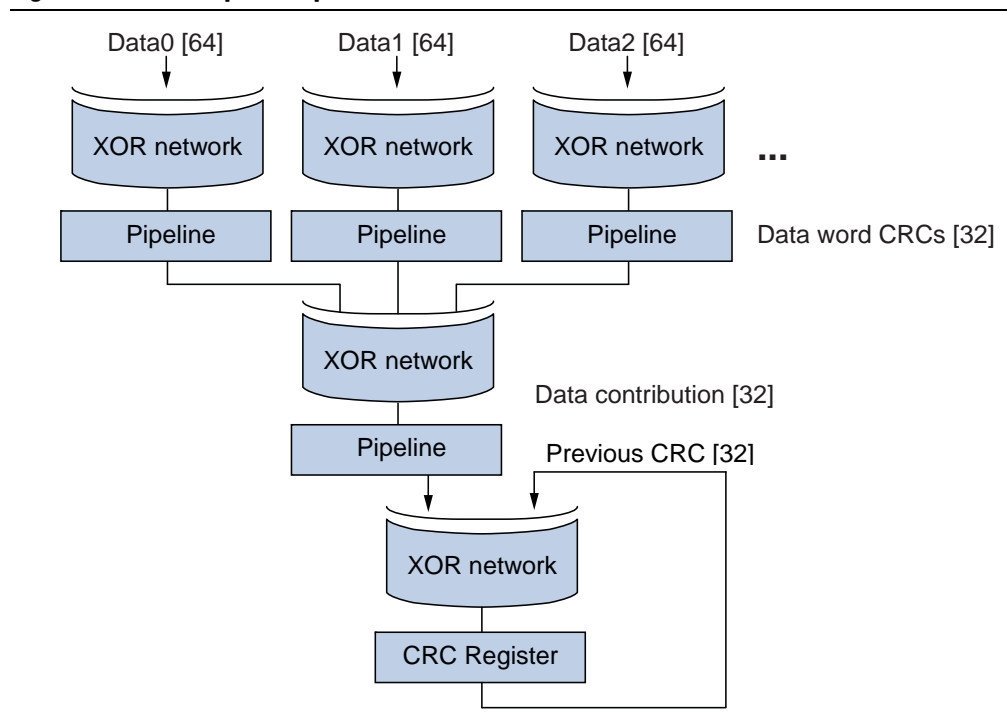 Data0 [64] Data1 [64] Data2 [64]
XOR network XOR network XOR network ...
Pipeline Pipeline Pipeline Data word CRCs [32]
XOR network
Data contribution [32]
Pipeline
Previous CRC [32]
XOR network
CRC Register